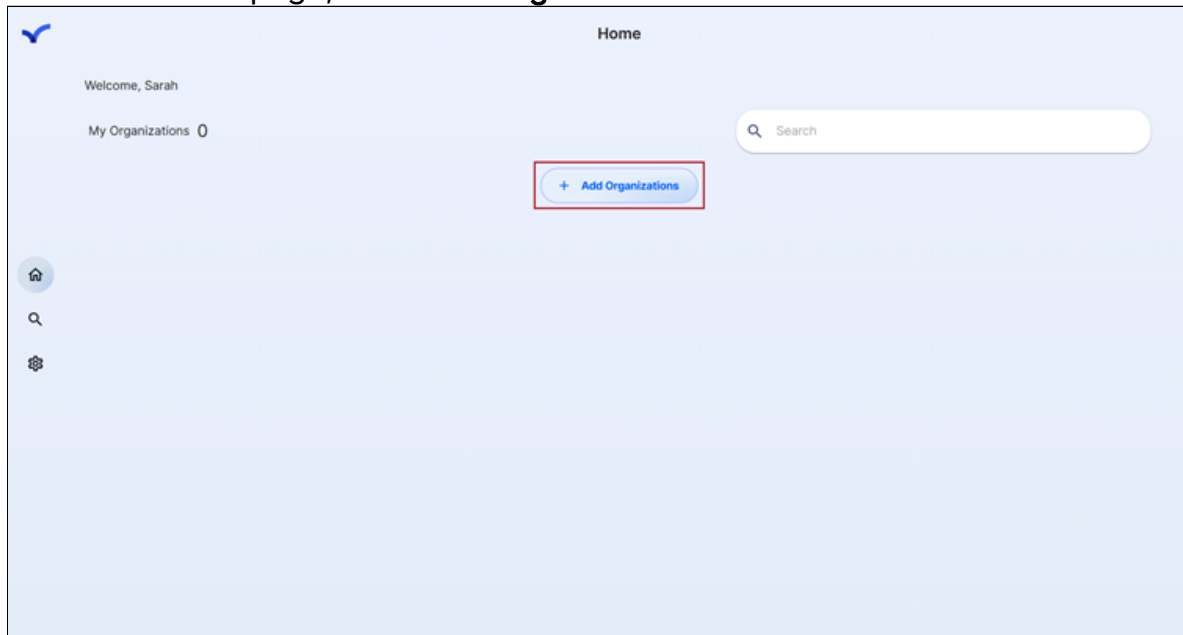 Home
Welcome, Sarah
My Organizations 0
Search
+ Add Organizations